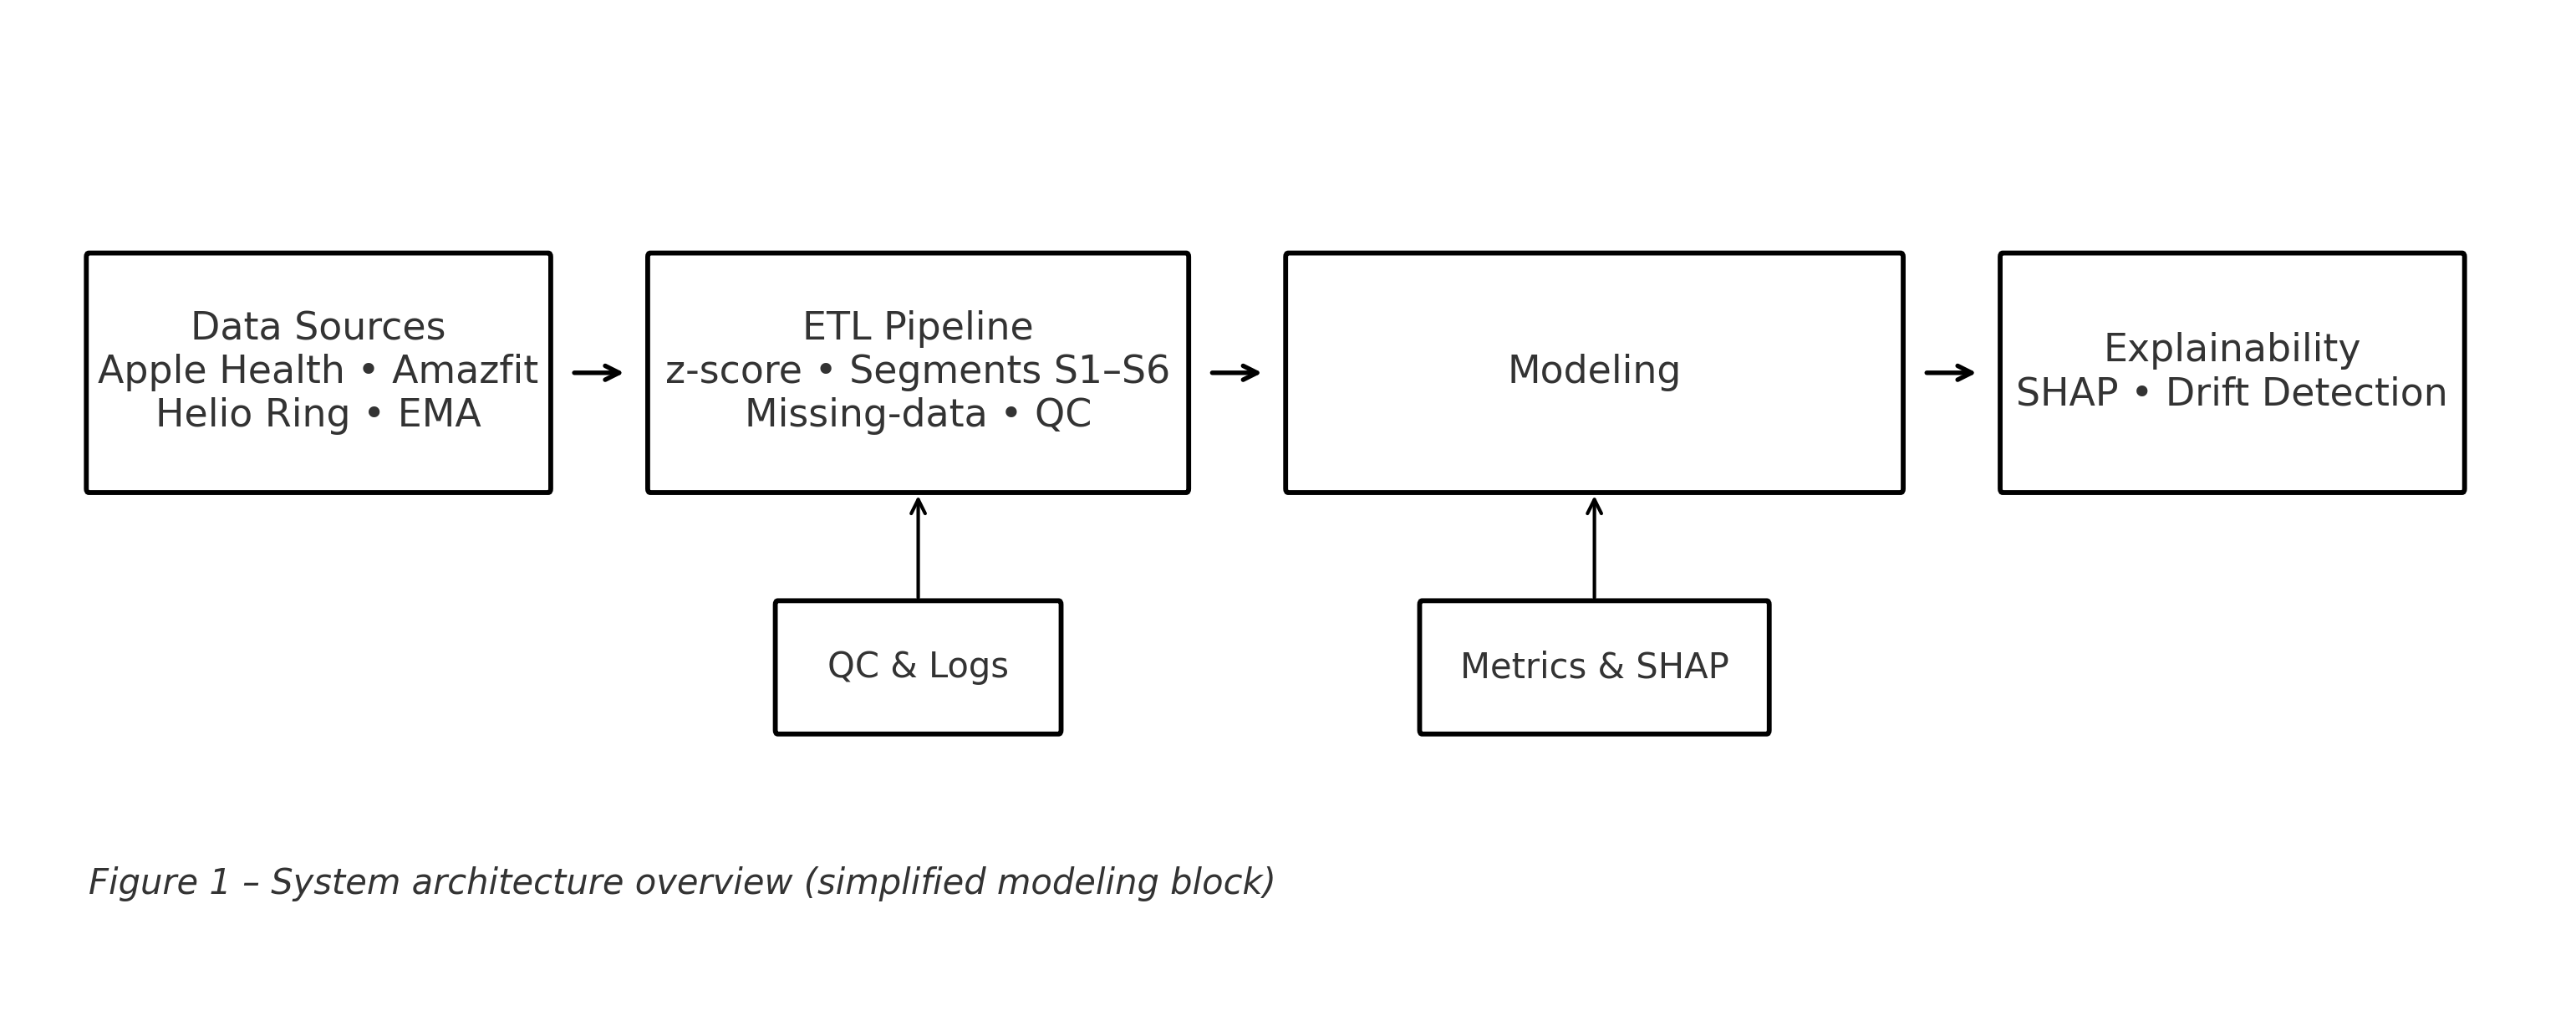 Data Sources
Apple Health • Amazfit
Helio Ring • EMA
ETL Pipeline
z-score • Segments S1–S6
Missing-data • QC
Modeling
Explainability
SHAP • Drift Detection
QC & Logs
Metrics & SHAP
Figure 1 – System architecture overview (simplified modeling block)